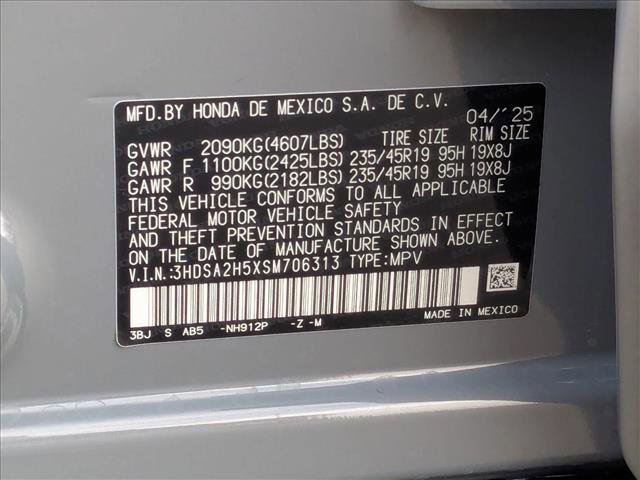 MFD.BY HONDA DE MEXICO S.A. DE C.V. 04/'25
GVWR 2090KG(4607LBS) TIRE SIZE RIM SIZE
GAWR F 1100KG(2425LBS) 235/45R19 95H 19X8J
GAWR R 990KG(2182LBS) 235/45R19 95H 19X8J
THIS VEHICLE CONFORMS TO ALL APPLICABLE
FEDERAL MOTOR VEHICLE SAFETY
AND THEFT PREVENTION STANDARDS IN EFFECT
ON THE DATE OF MANUFACTURE SHOWN ABOVE.
V.I.N.:3HDSA2H5XSM706313 TYPE:MPV
3BJ S AB5 -NH912P -Z -M
MADE IN MEXICO